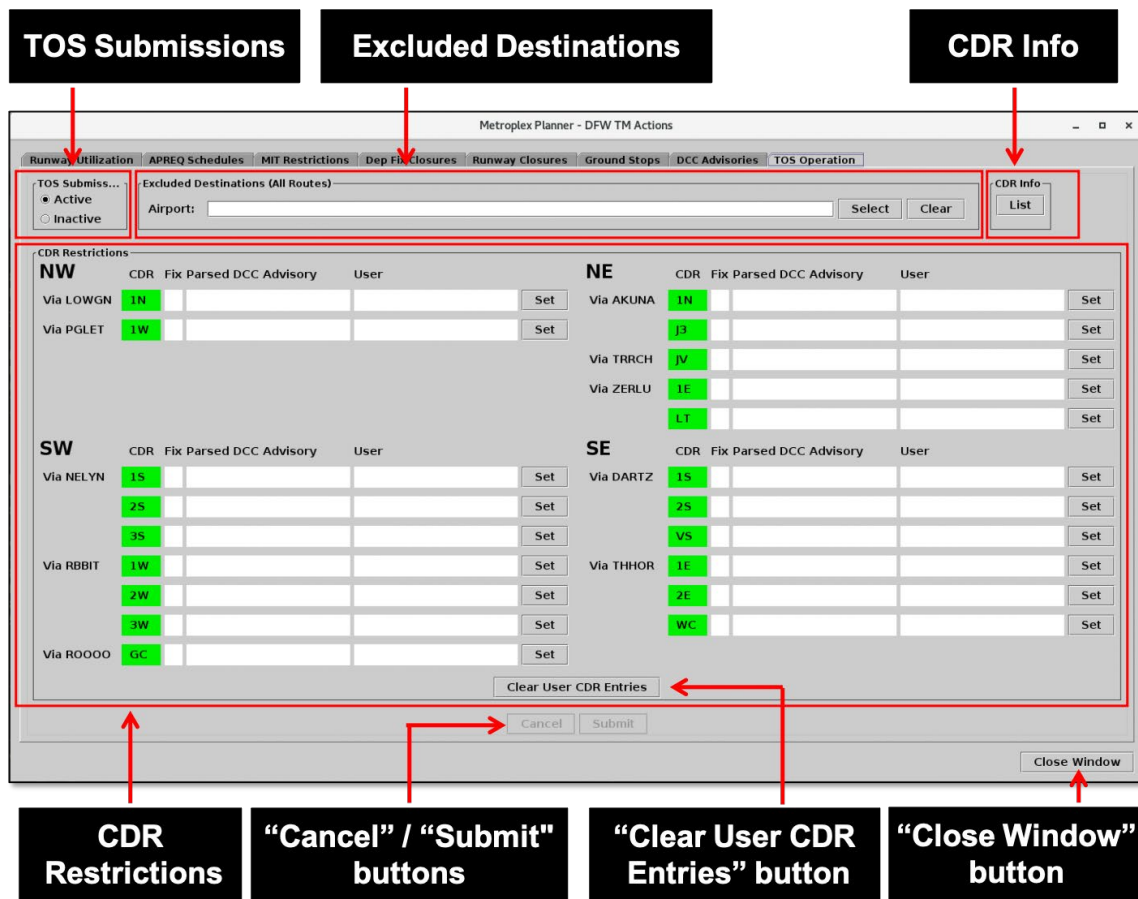 TOS Submissions
Excluded Destinations
CDR Info
Metroplex Planner - DFW TM Actions
Runway Utilization APREQ Schedules MIT Restrictions Dep Fix Closures Runway Closures Ground Stops DCC Advisories TOS Operation
TOS Submiss... Excluded Destinations (All Routes) CDR Info
Active
Airport: Select Clear List
Inactive
CDR Restrictions
NW CDR Fix Parsed DCC Advisory User NE CDR Fix Parsed DCC Advisory User
Via LOWGN 1N Set Via AKUNA 1N Set
Via PGLET 1W Set J3 Set
Via TRRCH JV Set
Via ZERLU 1E Set
LT Set
SW CDR Fix Parsed DCC Advisory User SE CDR Fix Parsed DCC Advisory User
Via NELYN 1S Set Via DARTZ 1S Set
2S Set 2S Set
3S Set VS Set
Via RBBIT 1W Set Via THHOR 1E Set
2W Set 2E Set
3W Set WC Set
Via ROOOO GC Set
Clear User CDR Entries
Cancel Submit
Close Window
CDR
Restrictions
“Cancel” / “Submit"
buttons
“Clear User CDR
Entries” button
“Close Window”
button